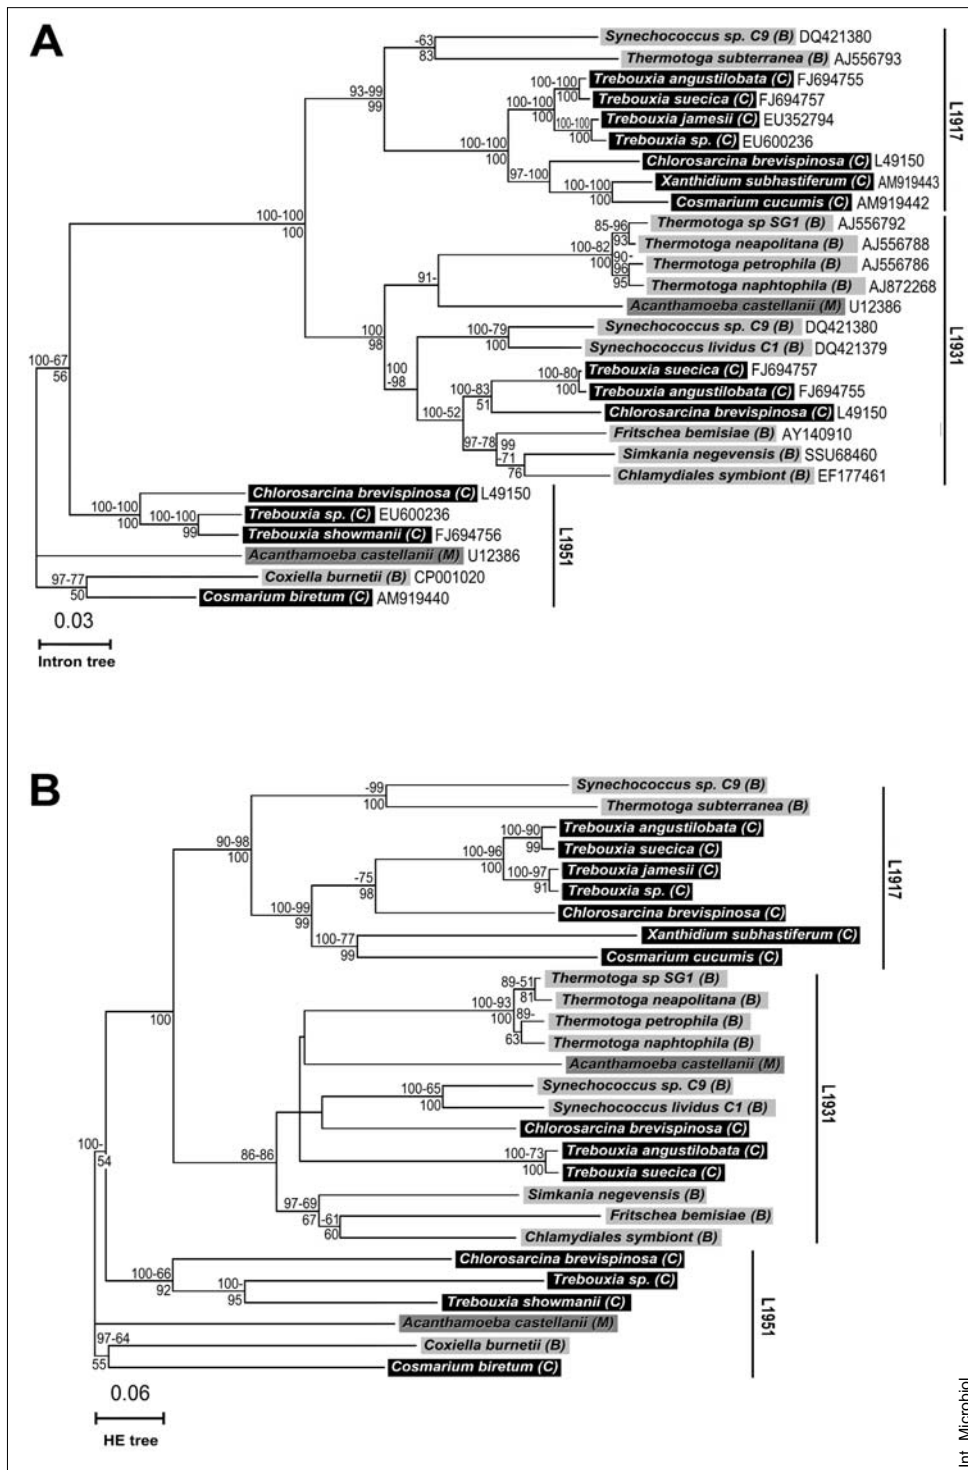 A
-63
83
Synechococcus sp. C9 (B) DQ421380
Thermotoga subterranea (B) AJ556793
93-99
99
100-100
100
Trebouxia angustilobata (C) FJ694755
100-100
100
Trebouxia suecica (C) FJ694757
100-100
100
Trebouxia jamesii (C) EU352794
Trebouxia sp. (C) EU600236
100-100
100
Chlorosarcina brevispinosa (C) L49150
97-100
100-100
100
Xanthidium subhastiferum (C) AM919443
Cosmarium cucumis (C) AM919442
L1917
100-100
100
85-96
93
Thermotoga sp SG1 (B) AJ556792
Thermotoga neapolitana (B) AJ556788
100-82
100
90-
96
95
Thermotoga petrophila (B) AJ556786
Thermotoga naphtophila (B) AJ872268
91-
Acanthamoeba castellanii (M) U12386
100
98
100-79
100
Synechococcus sp. C9 (B) DQ421380
Synechococcus lividus C1 (B) DQ421379
100
-98
100-80
100
Trebouxia suecica (C) FJ694757
Trebouxia angustilobata (C) FJ694755
100-83
51
Chlorosarcina brevispinosa (C) L49150
100-52
Fritschea bemisiae (B) AY140910
97-78
99
-71
76
Simkania negevensis (B) SSU68460
Chlamydiales symbiont (B) EF177461
L1931
100-67
56
Chlorosarcina brevispinosa (C) L49150
100-100
100
100-100
99
Trebouxia sp. (C) EU600236
Trebouxia showmanii (C) FJ694756
Acanthamoeba castellanii (M) U12386
97-77
50
Coxiella burnetii (B) CP001020
Cosmarium biretum (C) AM919440
L1951
0.03
Intron tree
B
-99
100
Synechococcus sp. C9 (B)
Thermotoga subterranea (B)
90-98
100
100-90
99
Trebouxia angustilobata (C)
Trebouxia suecica (C)
100-96
100
100-97
91
Trebouxia jamesii (C)
Trebouxia sp. (C)
-75
98
Chlorosarcina brevispinosa (C)
100-99
99
100-77
99
Xanthidium subhastiferum (C)
Cosmarium cucumis (C)
L1917
100
89-51
81
Thermotoga sp SG1 (B)
Thermotoga neapolitana (B)
100-93
100
89-
63
Thermotoga petrophila (B)
Thermotoga naphtophila (B)
Acanthamoeba castellanii (M)
100-65
100
Synechococcus sp. C9 (B)
Synechococcus lividus C1 (B)
Chlorosarcina brevispinosa (C)
100-73
100
Trebouxia angustilobata (C)
Trebouxia suecica (C)
86-86
97-69
67
Simkania negevensis (B)
-61
60
Fritschea bemisiae (B)
Chlamydiales symbiont (B)
L1931
100-
54
100-66
92
Chlorosarcina brevispinosa (C)
100-
95
Trebouxia sp. (C)
Trebouxia showmanii (C)
Acanthamoeba castellanii (M)
97-64
55
Coxiella burnetii (B)
Cosmarium biretum (C)
L1951
0.06
HE tree
Int. Microbiol